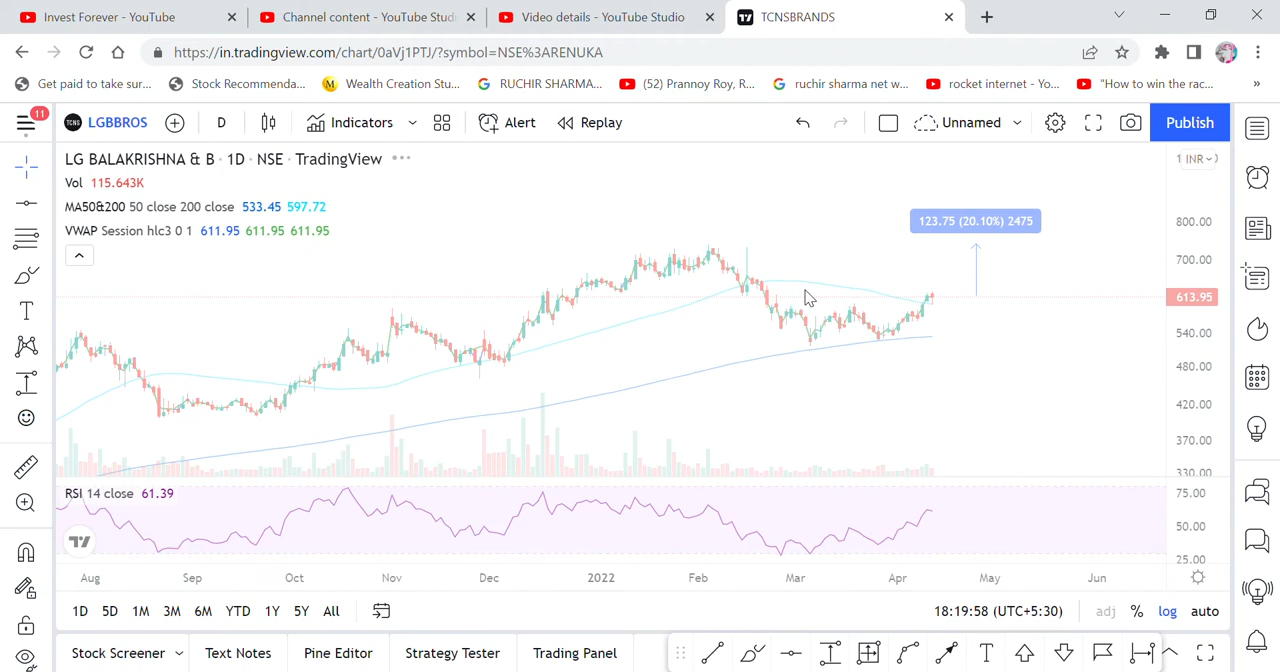 Invest Forever - YouTube
Channel content - YouTube Studi
Video details - YouTube Studio
TCNSBRANDS
https://in.tradingview.com/chart/0aVj1PTJ/?symbol=NSE%3ARENUKA
Get paid to take sur...
Stock Recommenda...
Wealth Creation Stu...
RUCHIR SHARMA...
(52) Prannoy Roy, R...
ruchir sharma net w...
rocket internet - Yo...
"How to win the rac...
»
11
TCNS
LGBBROS
D
Indicators
Alert
Replay
Unnamed
Publish
LG BALAKRISHNA & B · 1D · NSE · TradingView
1 INR
Vol 115.643K
MA50&200 50 close 200 close 533.45 597.72
VWAP Session hlc3 0 1 611.95 611.95 611.95
123.75 (20.10%) 2475
800.00
700.00
613.95
540.00
480.00
420.00
370.00
330.00
RSI 14 close 61.39
75.00
50.00
25.00
Aug Sep Oct Nov Dec 2022 Feb Mar Apr May Jun
1D 5D 1M 3M 6M YTD 1Y 5Y All
18:19:58 (UTC+5:30)
adj % log auto
Stock Screener
Text Notes
Pine Editor
Strategy Tester
Trading Panel